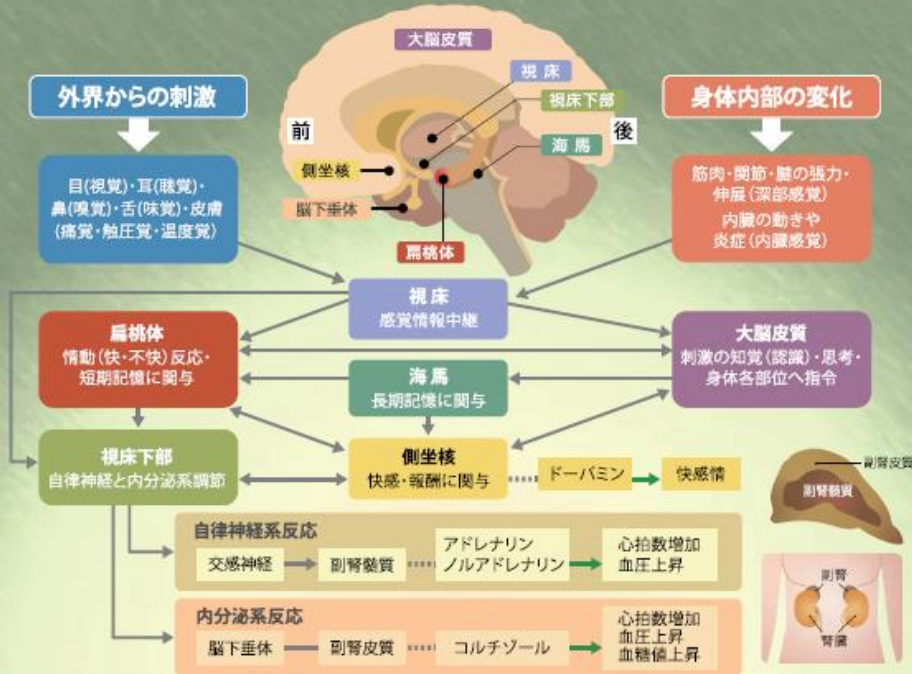 大脳皮質
視床
視床下部
海馬
前
後
側坐核
脳下垂体
扁桃体
外界からの刺激
目(視覚)・耳(聴覚)・
鼻(嗅覚)・舌(味覚)・皮膚
(痛覚・触圧覚・温度覚)
身体内部の変化
筋肉・関節・腱の張力・
伸展(深部感覚)
内臓の動きや
炎症(内臓感覚)
視床
感覚情報中継
扁桃体
情動(快・不快)反応・
短期記憶に関与
大脳皮質
刺激の知覚(認識)・思考・
身体各部位へ指令
海馬
長期記憶に関与
視床下部
自律神経と内分泌系調節
側坐核
快感・報酬に関与
ドーパミン
快感情
副腎皮質
副腎髄質
自律神経系反応
交感神経
副腎髄質
アドレナリン
ノルアドレナリン
心拍数増加
血圧上昇
内分泌系反応
脳下垂体
副腎皮質
コルチゾール
心拍数増加
血圧上昇
血糖値上昇
副腎
腎臓